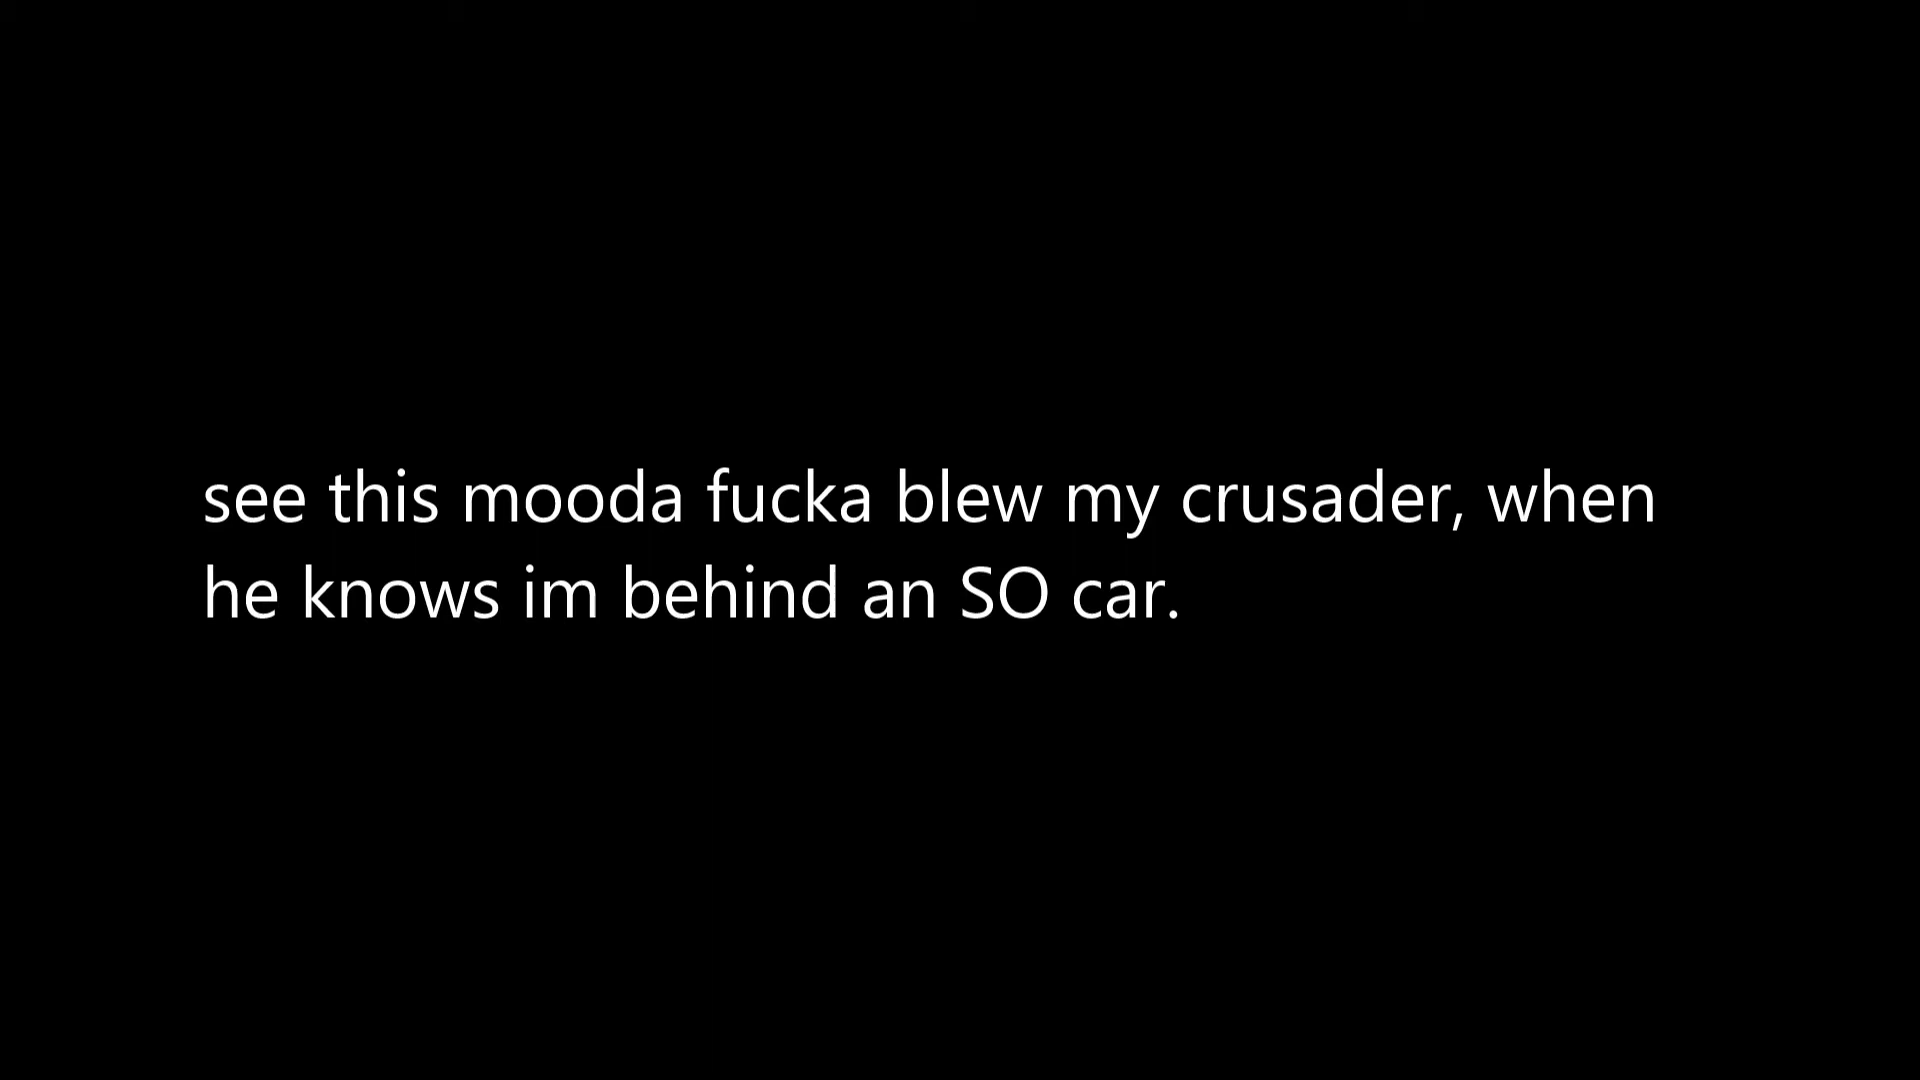 see this mooda fucka blew my crusader, when
he knows im behind an SO car.